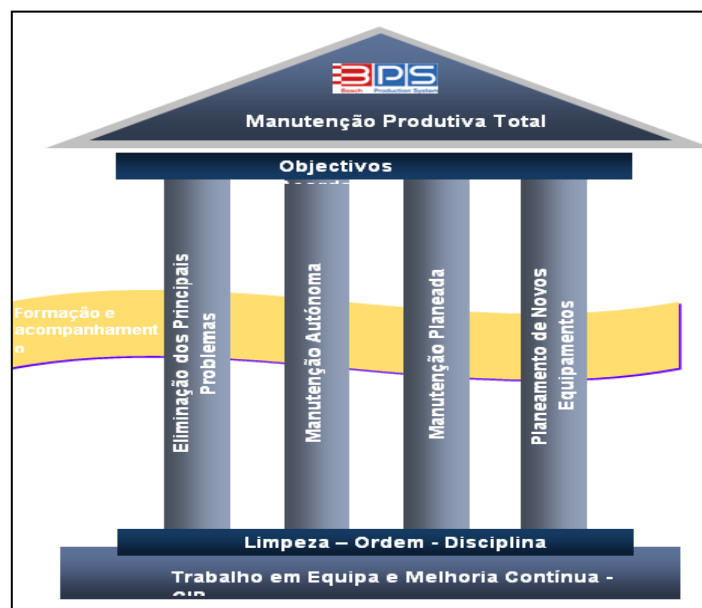 BPS
Bosch Production System
Manutenção Produtiva Total
Objectivos
Formação e
acompanhament
o
Eliminação dos Principais
Problemas
Manutenção Autónoma
Manutenção Planeada
Planeamento de Novos
Equipamentos
Limpeza – Ordem - Disciplina
Trabalho em Equipa e Melhoria Contínua -
CIP